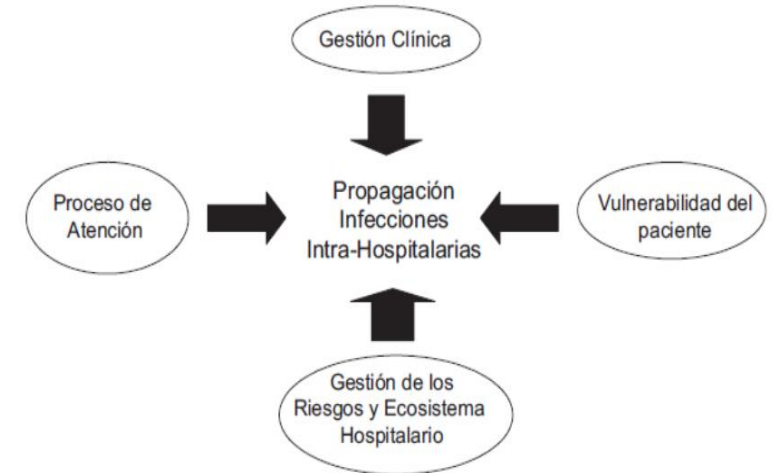 Gestión Clínica
Proceso de
Atención
Propagación
Infecciones
Intra-Hospitalarias
Vulnerabilidad del
paciente
Gestión de los
Riesgos y Ecosistema
Hospitalario